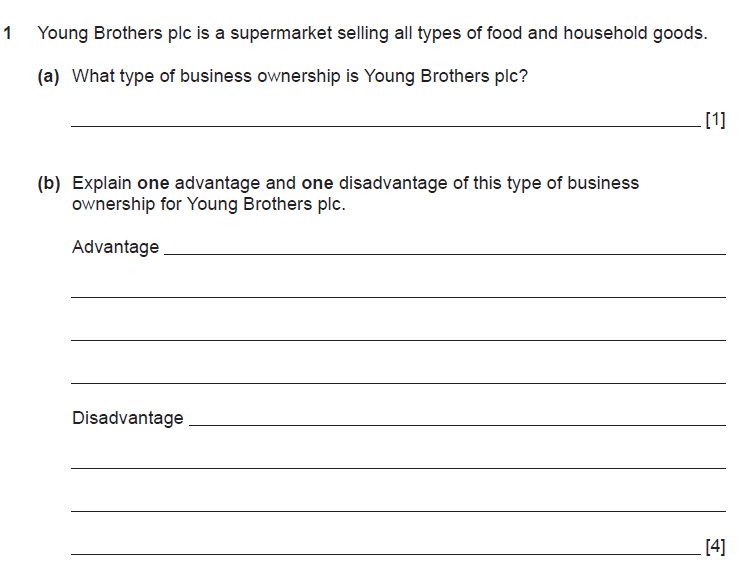 1 Young Brothers plc is a supermarket selling all types of food and household goods.
(a) What type of business ownership is Young Brothers plc?
[1]
(b) Explain one advantage and one disadvantage of this type of business
ownership for Young Brothers plc.
Advantage
Disadvantage
[4]